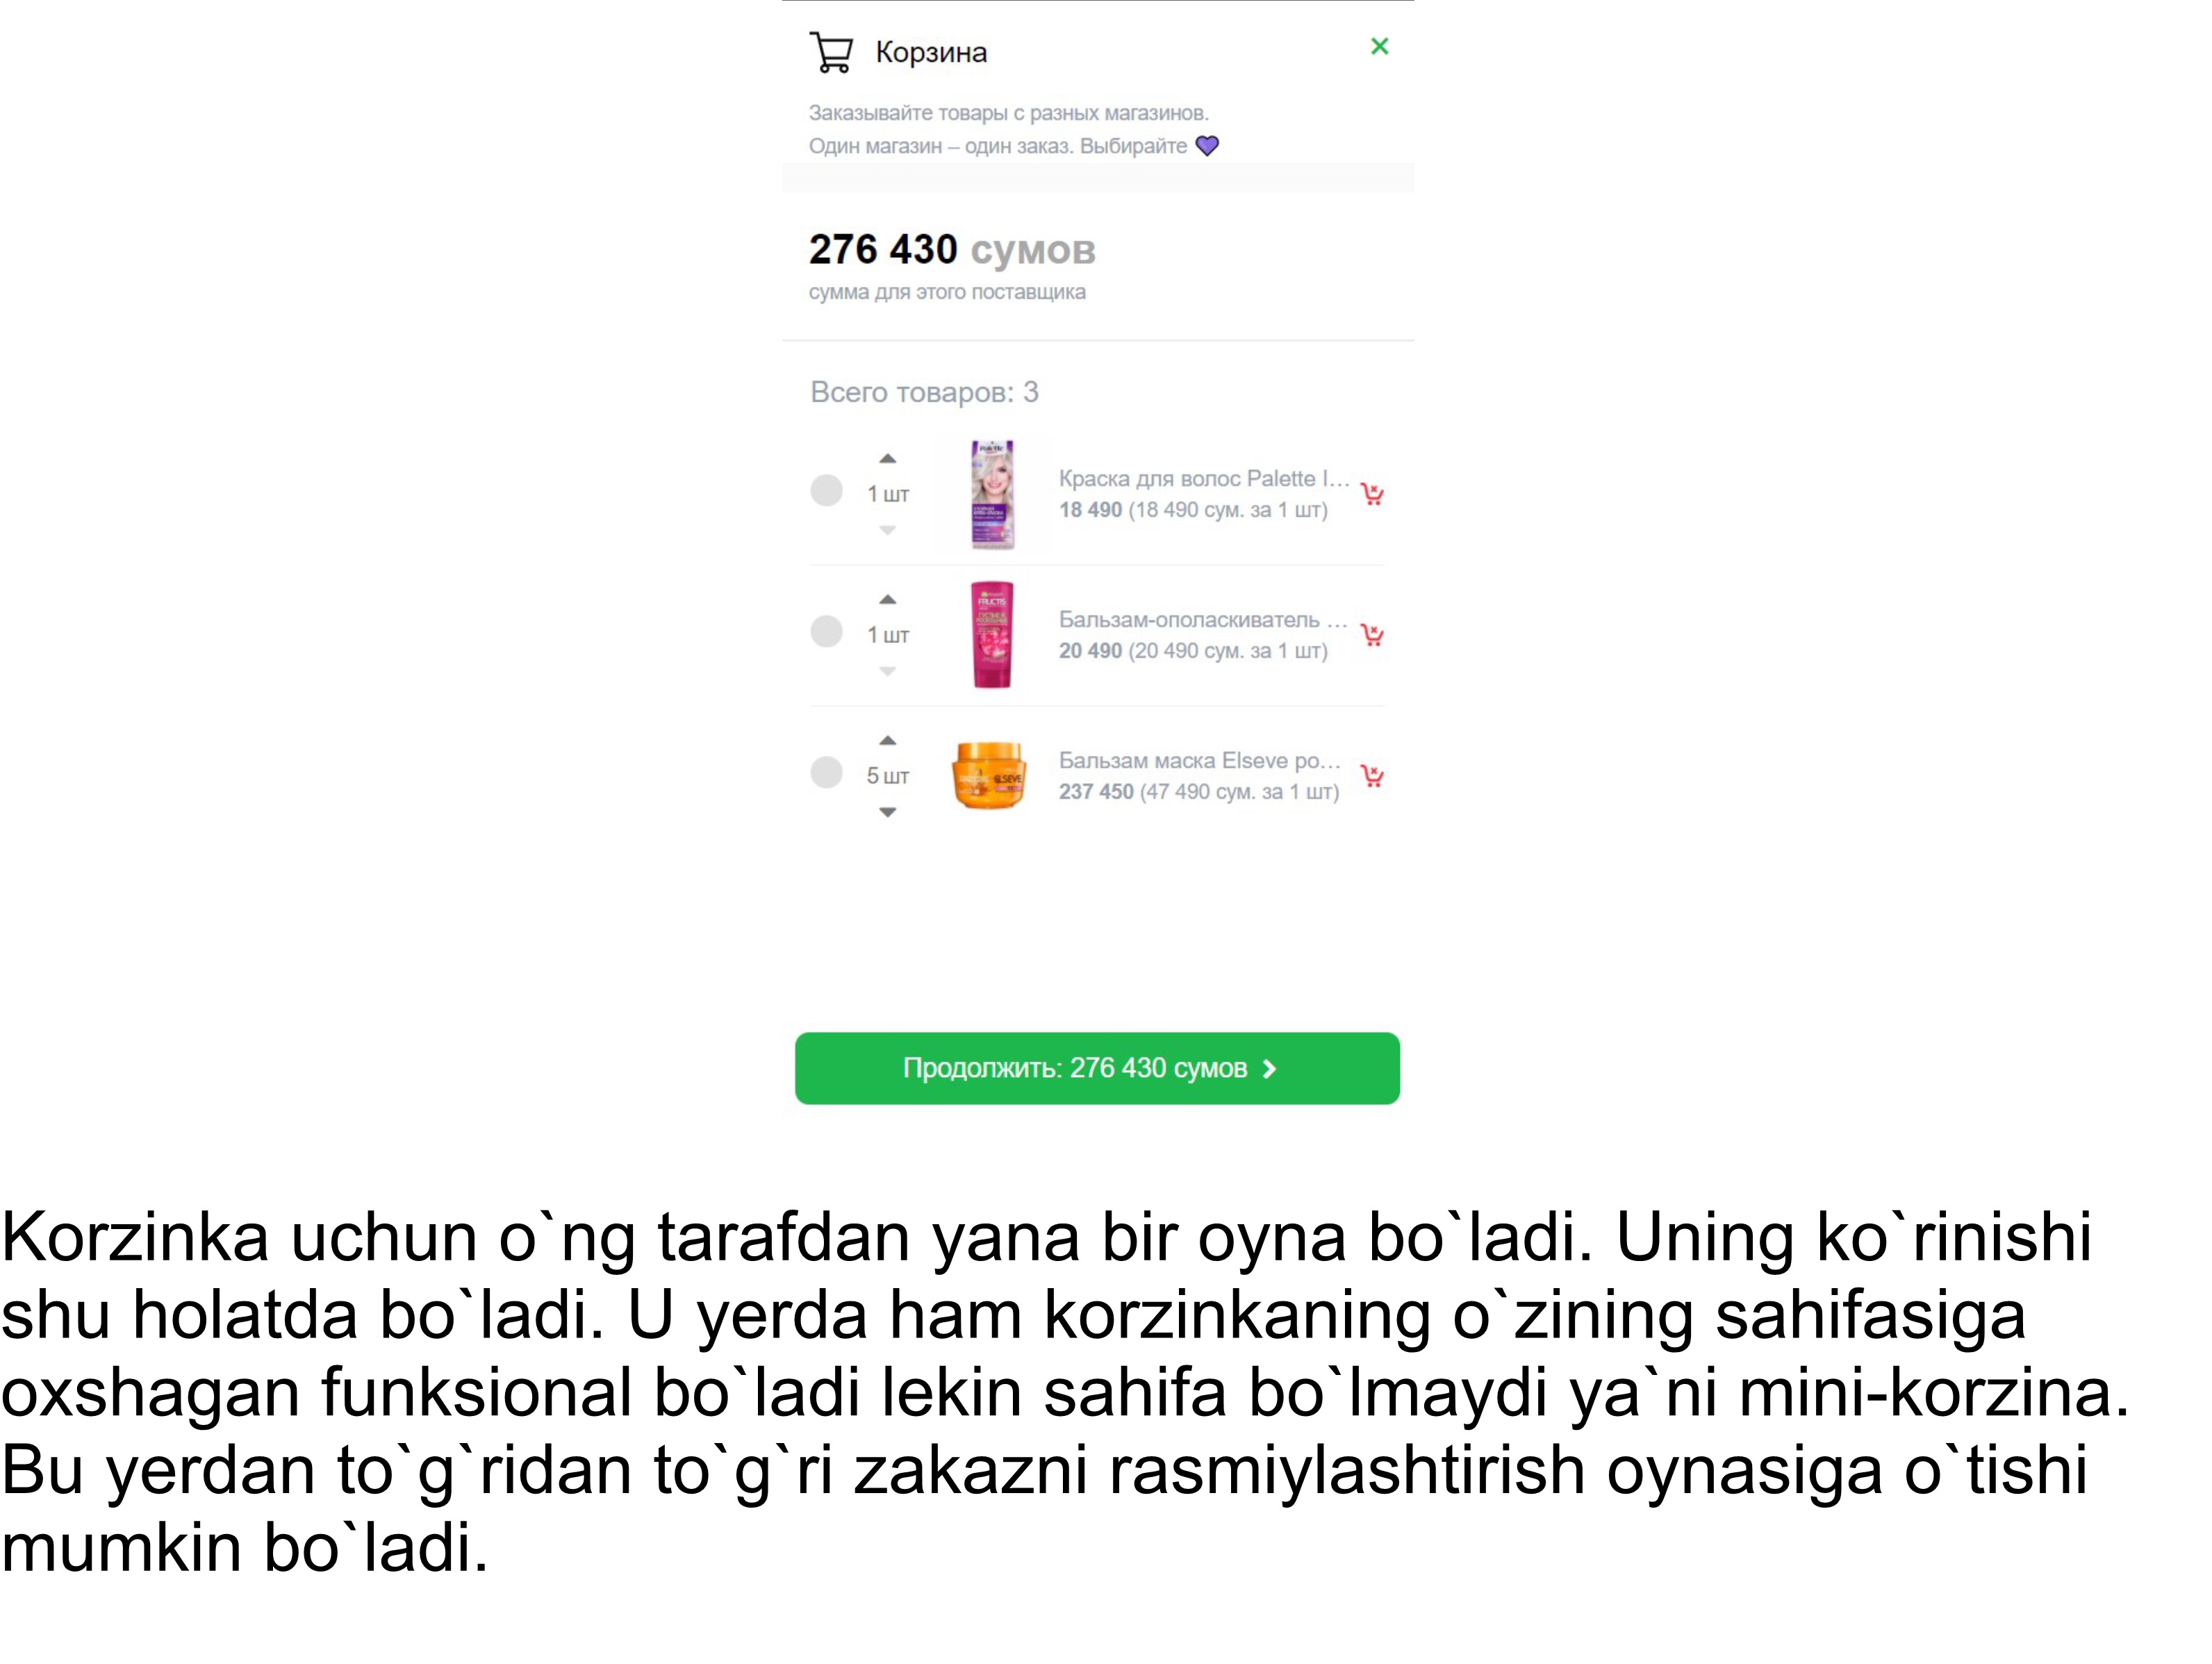 Корзина
Заказывайте товары с разных магазинов.
Один магазин – один заказ. Выбирайте 💜
276 430 сумов
сумма для этого поставщика
Всего товаров: 3
1 шт
Краска для волос Palette I...
18 490 (18 490 сум. за 1 шт)
1 шт
FRUCTIS
Бальзам-ополаскиватель ...
20 490 (20 490 сум. за 1 шт)
5 шт
ELSEVE
Бальзам маска Elseve ро...
237 450 (47 490 сум. за 1 шт)
Продолжить: 276 430 сумов
Korzinka uchun o`ng tarafdan yana bir oyna bo`ladi. Uning ko`rinishi
shu holatda bo`ladi. U yerda ham korzinkaning o`zining sahifasiga
oxshagan funksional bo`ladi lekin sahifa bo`lmaydi ya`ni mini-korzina.
Bu yerdan to`g`ridan to`g`ri zakazni rasmiylashtirish oynasiga o`tishi
mumkin bo`ladi.